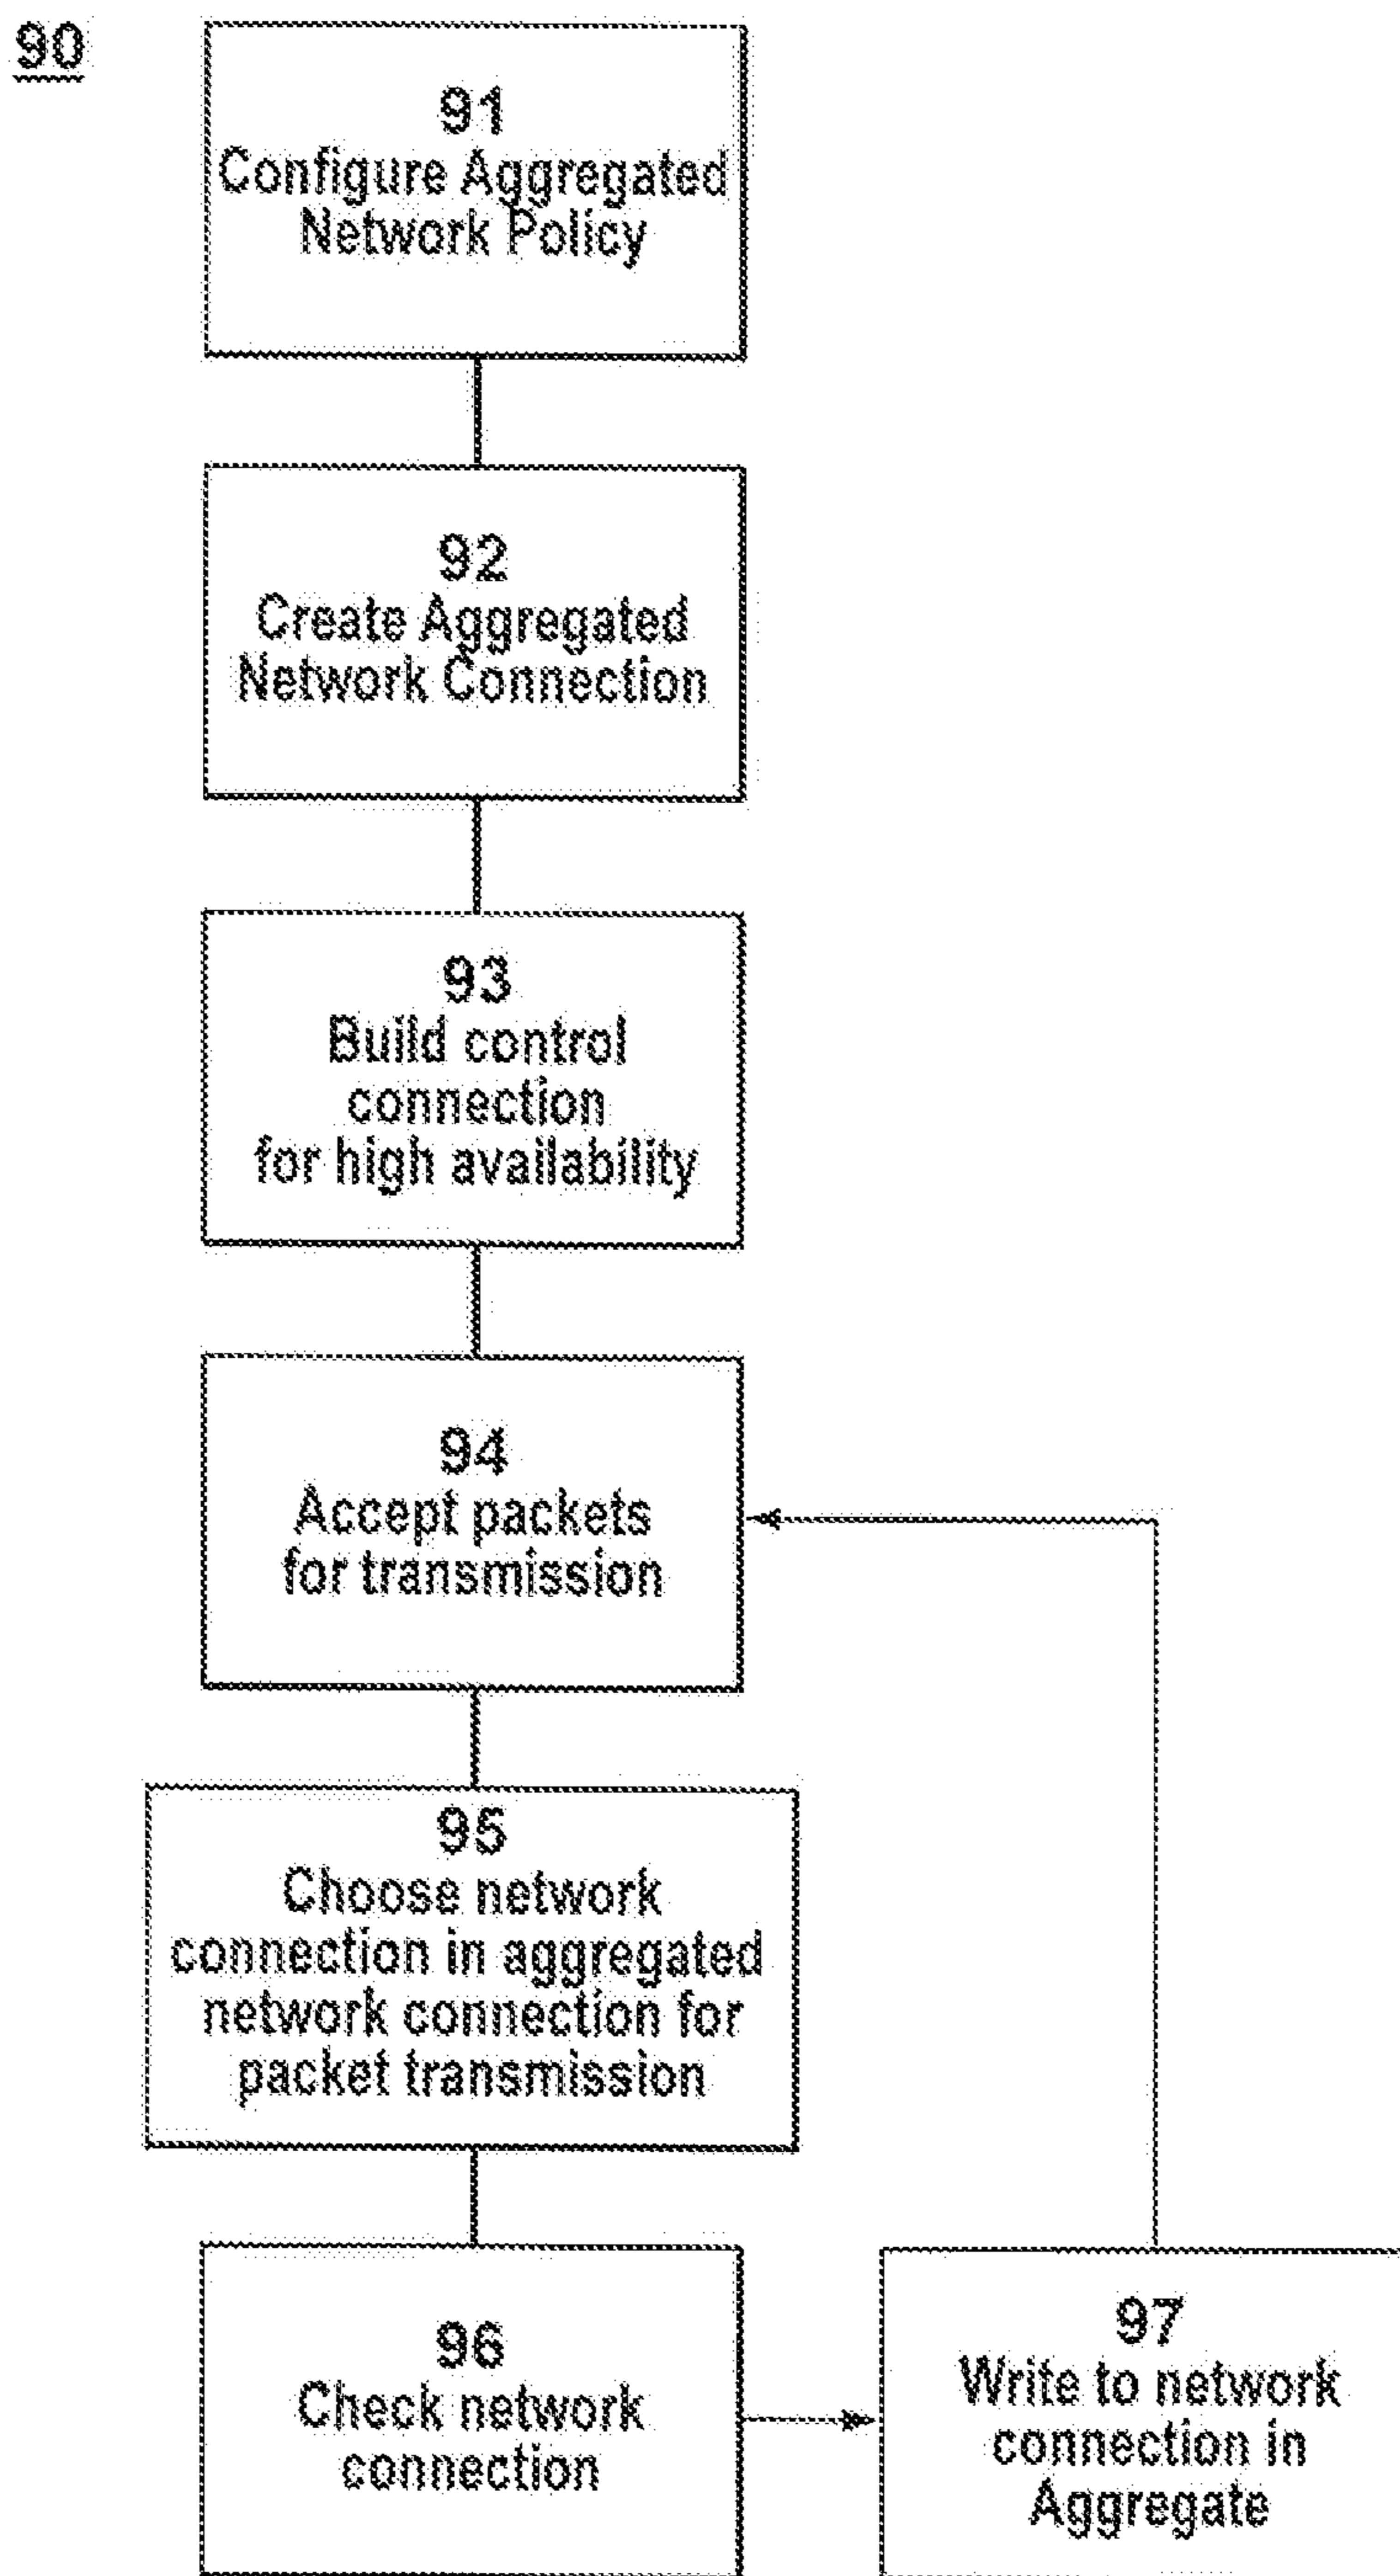 90
91
Configure Aggregated
Network Policy
92
Create Aggregated
Network Connection
93
Build control
connection
for high availability
94
Accept packets
for transmission
95
Choose network
connection in aggregated
network connection for
packet transmission
96
Check network
connection
97
Write to network
connection in
Aggregate